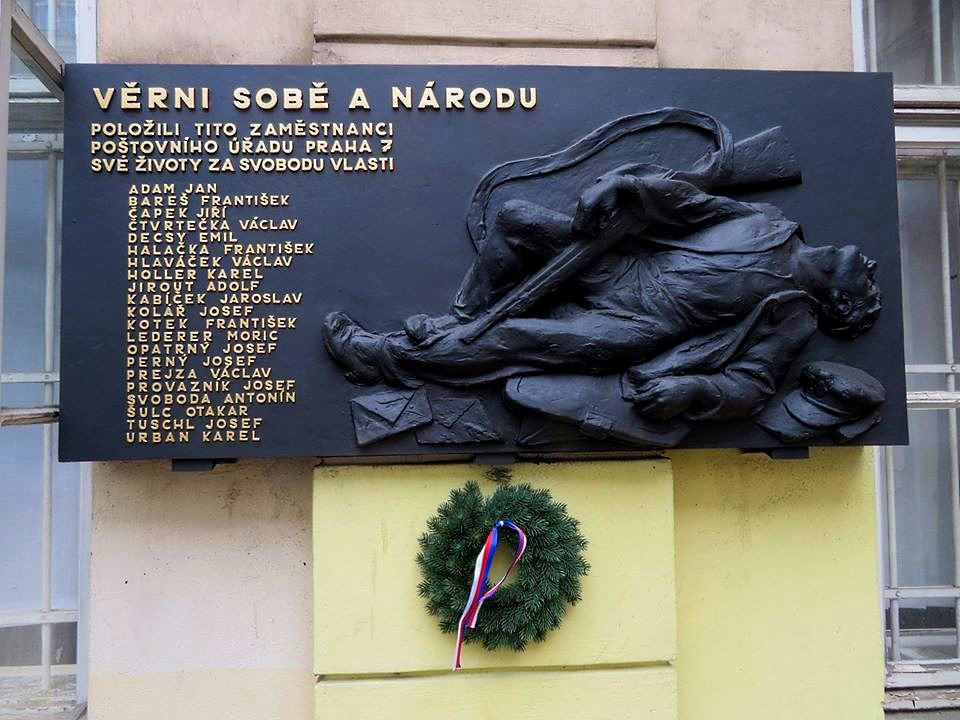 VĚRNI SOBĚ A NÁRODU
POLOŽILI TITO ZAMĚSTNANCI
POŠTOVNÍHO ÚŘADU PRAHA 7
SVÉ ŽIVOTY ZA SVOBODU VLASTI
ADAM JAN
BAREŠ FRANTIŠEK
ČAPEK JIŘÍ
ČTVRTEČKA VÁCLAV
DECSY EMIL
HALAČKA FRANTIŠEK
HLAVÁČEK VÁCLAV
HOLLER KAREL
JIROUT ADOLF
KABÍČEK JAROSLAV
KOLÁŘ JOSEF
KOTEK FRANTIŠEK
LEDERER MORIC
OPATRNÝ JOSEF
PERNÝ JOSEF
PREJZA VÁCLAV
PROVAZNÍK JOSEF
SVOBODA ANTONÍN
ŠULC OTAKAR
TUSCHL JOSEF
URBAN KAREL